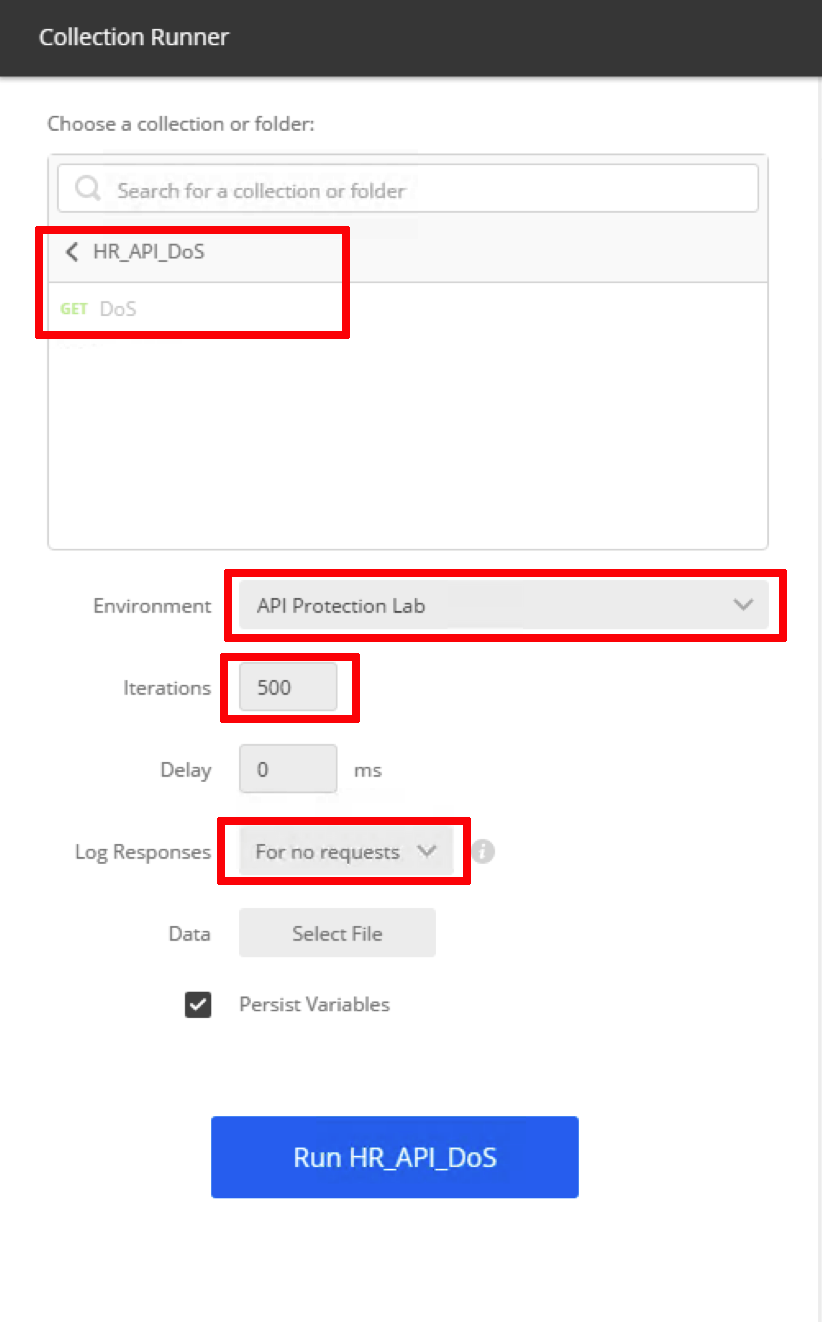 Collection Runner
Choose a collection or folder:
Search for a collection or folder
HR_API_DoS
GET DoS
Environment API Protection Lab
Iterations 500
Delay 0 ms
Log Responses For no requests
Data Select File
Persist Variables
Run HR_API_DoS